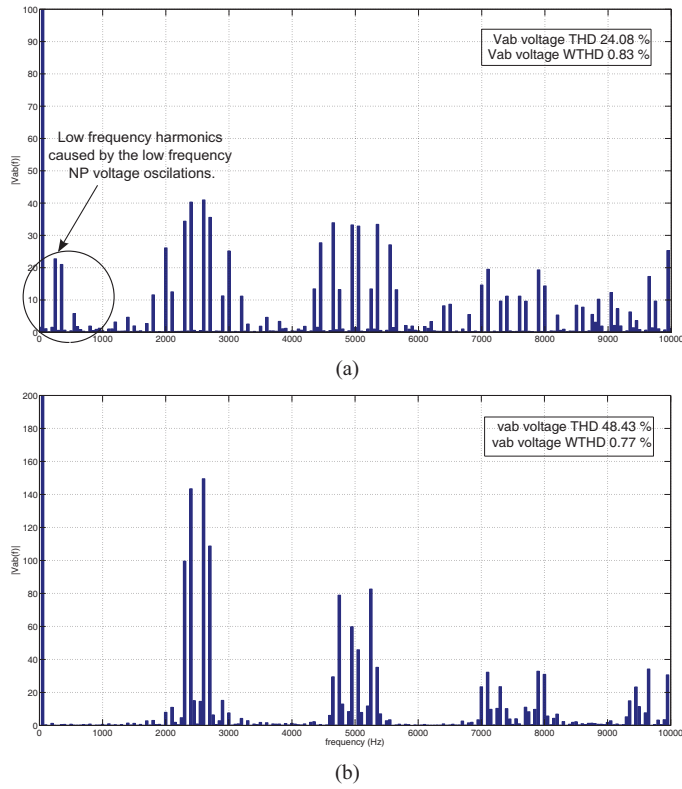 100
90
80
70
60
50
40
30
20
10
0
|Vab(f)|
Vab voltage THD 24.08 %
Vab voltage WTHD 0.83 %
Low frequency harmonics
caused by the low frequency
NP voltage oscilations.
0 1000 2000 3000 4000 5000 6000 7000 8000 9000 10000
(a)
200
180
160
140
120
100
80
60
40
20
0
|Vab(f)|
vab voltage THD 48.43 %
vab voltage WTHD 0.77 %
0 1000 2000 3000 4000 5000 6000 7000 8000 9000 10000
frequency (Hz)
(b)